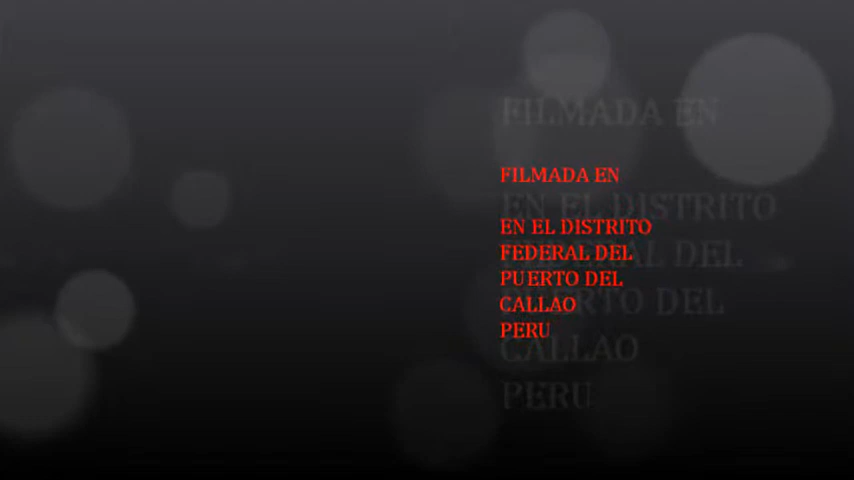 FILMADA EN
EN EL DISTRITO
FEDERAL DEL
PUERTO DEL
CALLAO
PERU